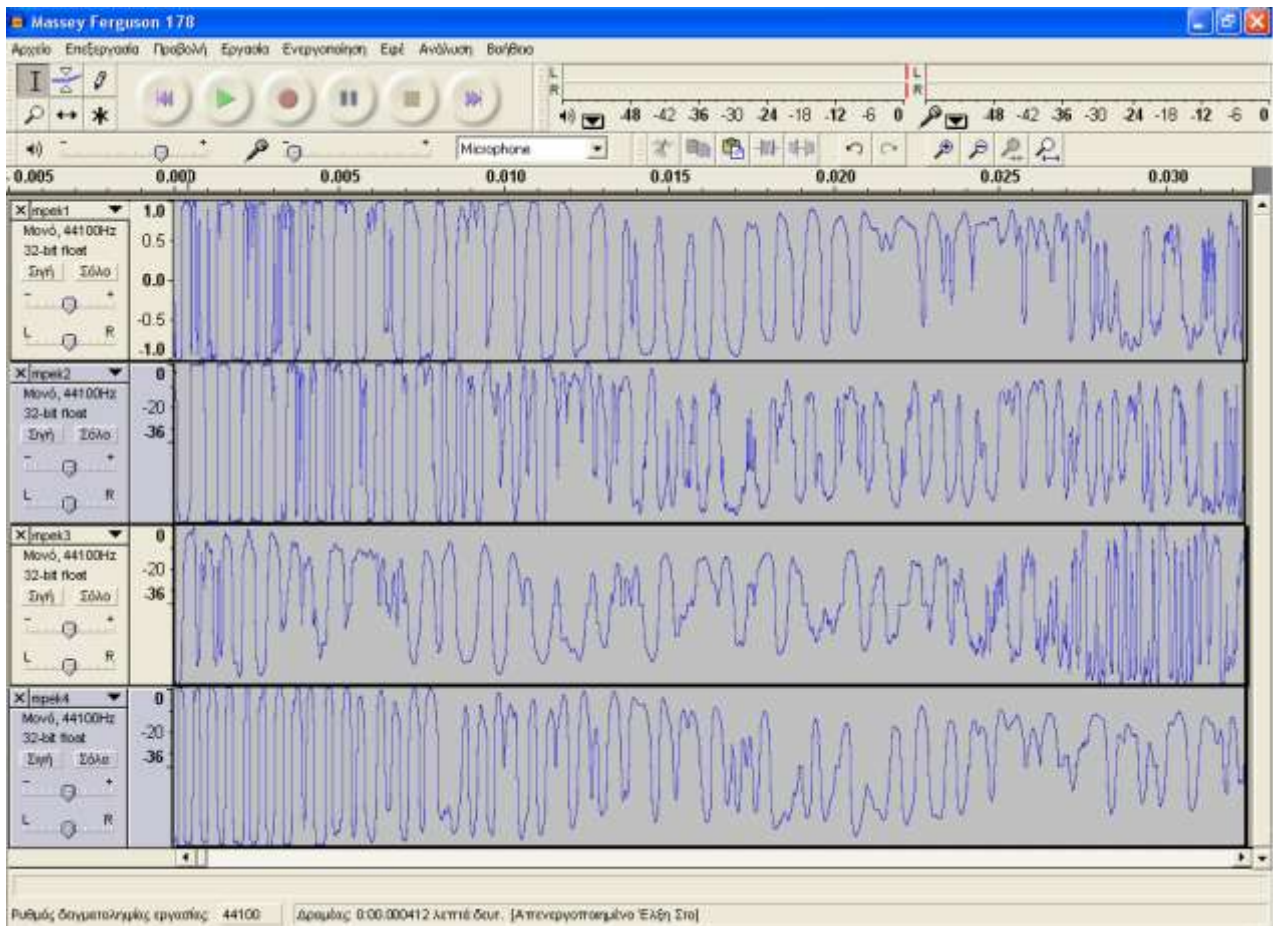 Massey Ferguson 178
Αρχείο Επεξεργασία Προβολή Εργασία Ενεργοποίηση Εφέ Ανάλυση Βοήθεια
L
R
-48 -42 -36 -30 -24 -18 -12 -6 0
L
R
-48 -42 -36 -30 -24 -18 -12 -6 0
Microphone
- 0.005 0.000 0.005 0.010 0.015 0.020 0.025 0.030
mpek1
Μονό, 44100Hz
32-bit float
Σιγή Σόλο
- +
L R
1.0
0.5
0.0
-0.5
-1.0
mpek2
Μονό, 44100Hz
32-bit float
Σιγή Σόλο
- +
L R
0
-20
-36
mpek3
Μονό, 44100Hz
32-bit float
Σιγή Σόλο
- +
L R
0
-20
-36
mpek4
Μονό, 44100Hz
32-bit float
Σιγή Σόλο
- +
L R
0
-20
-36
Ρυθμός δειγματοληψίας εργασίας: 44100 Δρομέας: 0:00.000412 λεπτά δευτ. [Απενεργοποιημένο Έλξη Στο]